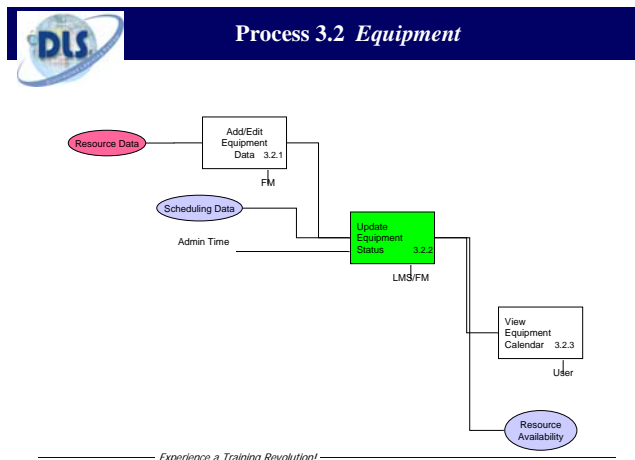 DLS
Process 3.2 Equipment
Resource Data
Add/Edit
Equipment
Data 3.2.1
FM
Scheduling Data
Admin Time
Update
Equipment
Status 3.2.2
LMS/FM
View
Equipment
Calendar 3.2.3
User
Resource
Availability
Experience a Training Revolution!